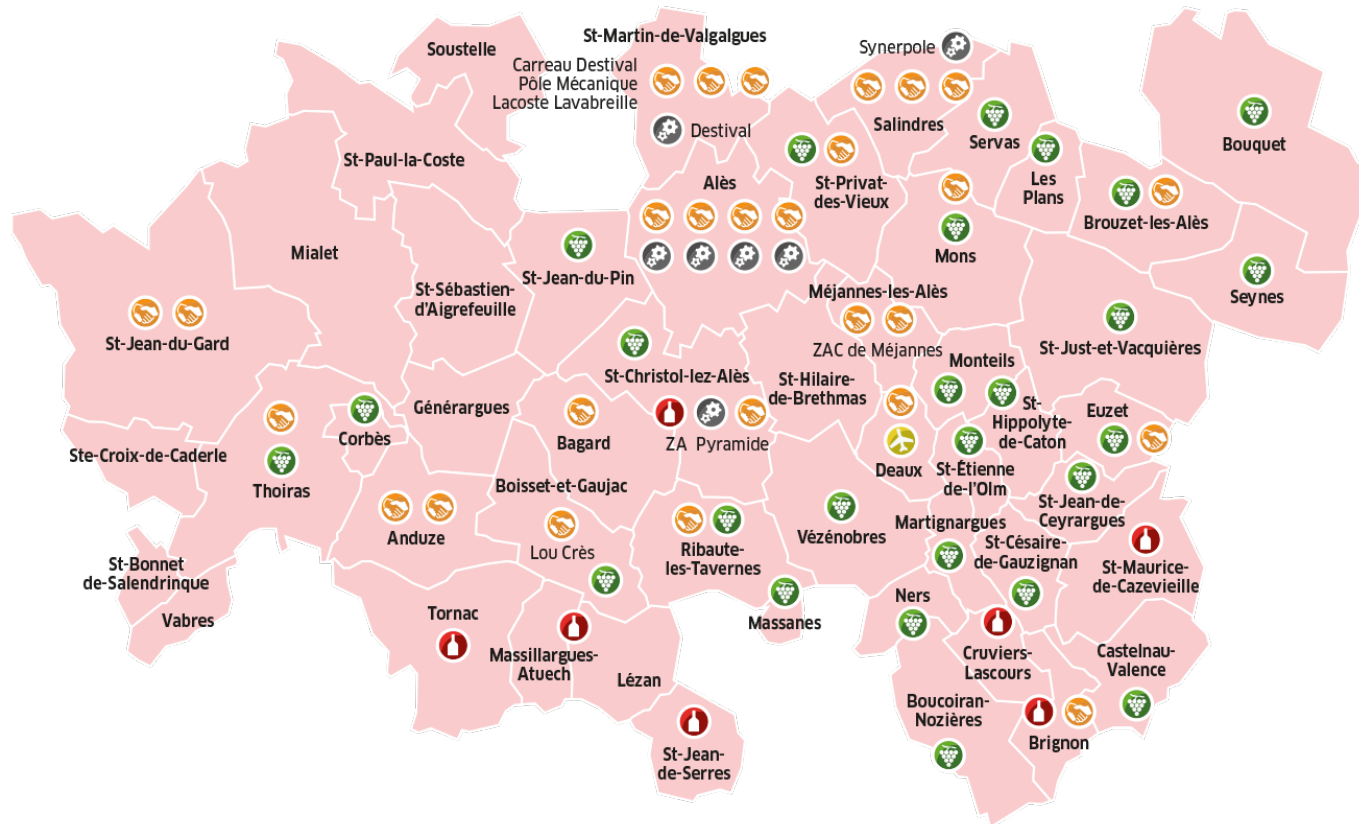 Soustelle
St-Martin-de-Valgalgues
Carreau Destival
Pôle Mécanique
Lacoste Lavabreille
Destival
Synerpole
Salindres
Servas
Bouquet
St-Paul-la-Coste
Alès
St-Privat-
des-Vieux
Les
Plans
Brouzet-les-Alès
Mons
Mialet
St-Jean-du-Pin
St-Sébastien-
d'Aigrefeuille
Méjannes-les-Alès
ZAC de Méjannes
Seynes
St-Jean-du-Gard
St-Just-et-Vacquières
St-Christol-lez-Alès
ZA Pyramide
St-Hilaire-
de-Brethmas
Monteils
St-
Hippolyte-
de-Caton
Euzet
Générargues
Bagard
Corbès
Ste-Croix-de-Caderle
Thoiras
Deaux
St-Étienne
de-l'Olm
St-Jean-de-
Ceyrargues
Boisset-et-Gaujac
Lou Crès
Anduze
Ribaute-
les-Tavernes
Vézénobres
Martignargues
St-Césaire-
de-Gauzignan
St-Maurice-
de-Cazevieille
St-Bonnet
de-Salendrinque
Vabres
Tornac
Massillargues-
Atuech
Lézan
Massanes
Ners
Cruviers-
Lascours
Castelnau-
Valence
Boucoiran-
Nozières
Brignon
St-Jean-
de-Serres